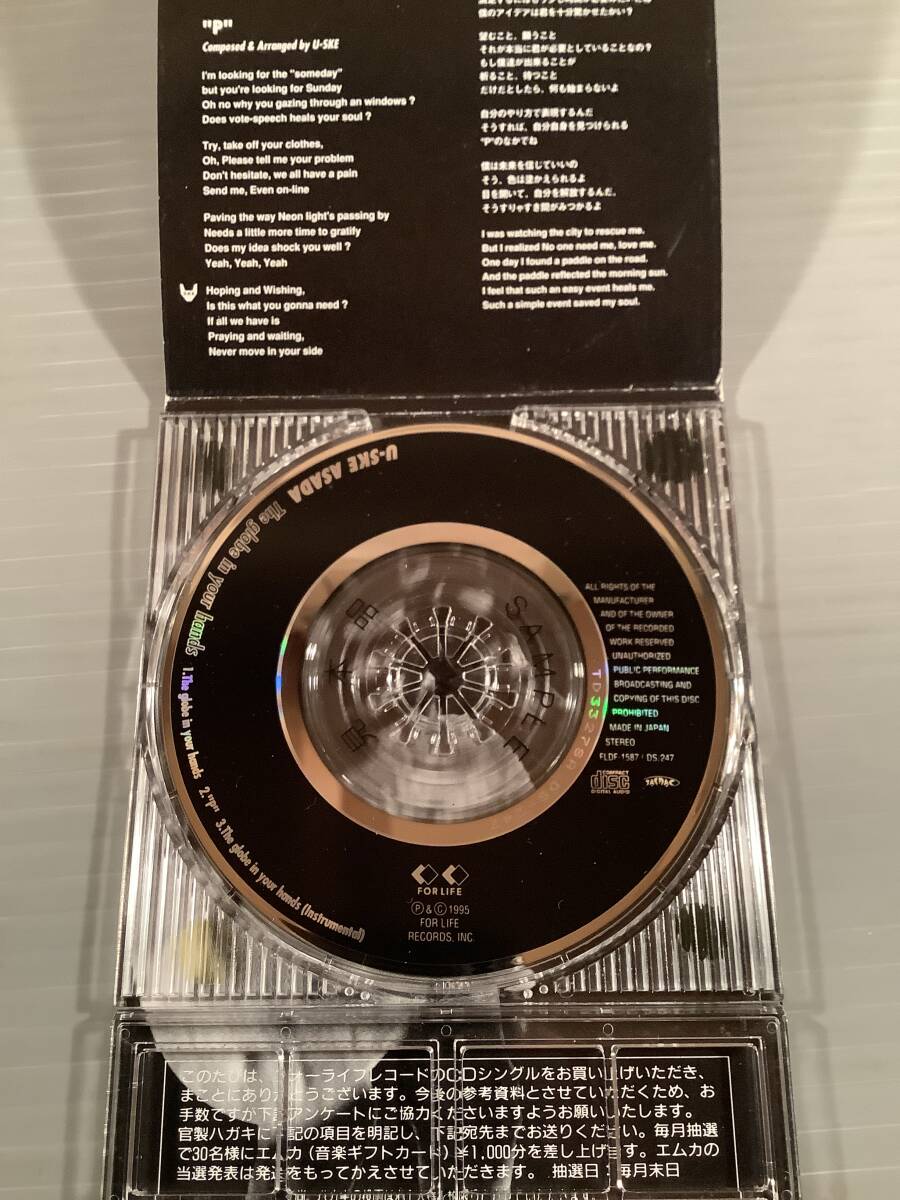 "P"
Composed & Arranged by U-SKE
I'm looking for the "someday"
but you're looking for Sunday
Oh no why you gazing through an windows ?
Does vote-speech heals your soul ?
Try, take off your clothes,
Oh, Please tell me your problem
Don't hesitate, we all have a pain
Send me, Even on-line
Paving the way Neon light's passing by
Needs a little more time to gratify
Does my idea shock you well ?
Yeah, Yeah, Yeah
Hoping and Wishing,
Is this what you gonna need ?
If all we have is
Praying and waiting,
Never move in your side
僕のアイデアは君を十分驚かせたかい？
望むこと、願うこと
それが本当に君が必要としていることなの？
もし僕達が出来ることが
祈ること、待つこと
だけだとしたら、何も始まらないよ
自分のやり方で表現するんだ
そうすれば、自分自身を見つけられる
"P"のなかでね
僕は未来を信じていいの
そう、色は塗かえられるよ
目を開いて、自分を解放するんだ、
そうすりゃすき間がみつかるよ
I was watching the city to rescue me.
But I realized No one need me, love me.
One day I found a paddle on the road.
And the paddle reflected the morning sun.
I feel that such an easy event heals me.
Such a simple event saved my soul.
U-SKE ASADA The globe in your hands
1.The globe in your hands 2."P" 3.The globe in your hands (Instrumental)
見本品
SAMPLE
ALL RIGHTS OF THE
MANUFACTURER
AND OF THE OWNER
OF THE RECORDED
WORK RESERVED
UNAUTHORIZED
PUBLIC PERFORMANCE
BROADCASTING AND
COPYING OF THIS DISC
PROHIBITED
MADE IN JAPAN
STEREO
FLDF-1587 / DS.247
COMPACT
disc
DIGITAL AUDIO
FOR LIFE
Ⓟ & Ⓒ 1995
FOR LIFE
RECORDS, INC.
このたびは、フォーライフレコードのCDシングルをお買い上げいただき、
まことにありがとうございます。今後の参考資料とさせていただくため、お
手数ですが下記アンケートにご協力くださいますようお願いいたします。
官製ハガキに下記の項目を明記し、下記宛先までお送りください。毎月抽選
で30名様にエムカ(音楽ギフトカード)¥1,000分を差し上げます。エムカの
当選発表は発送をもってかえさせていただきます。 抽選日：毎月末日